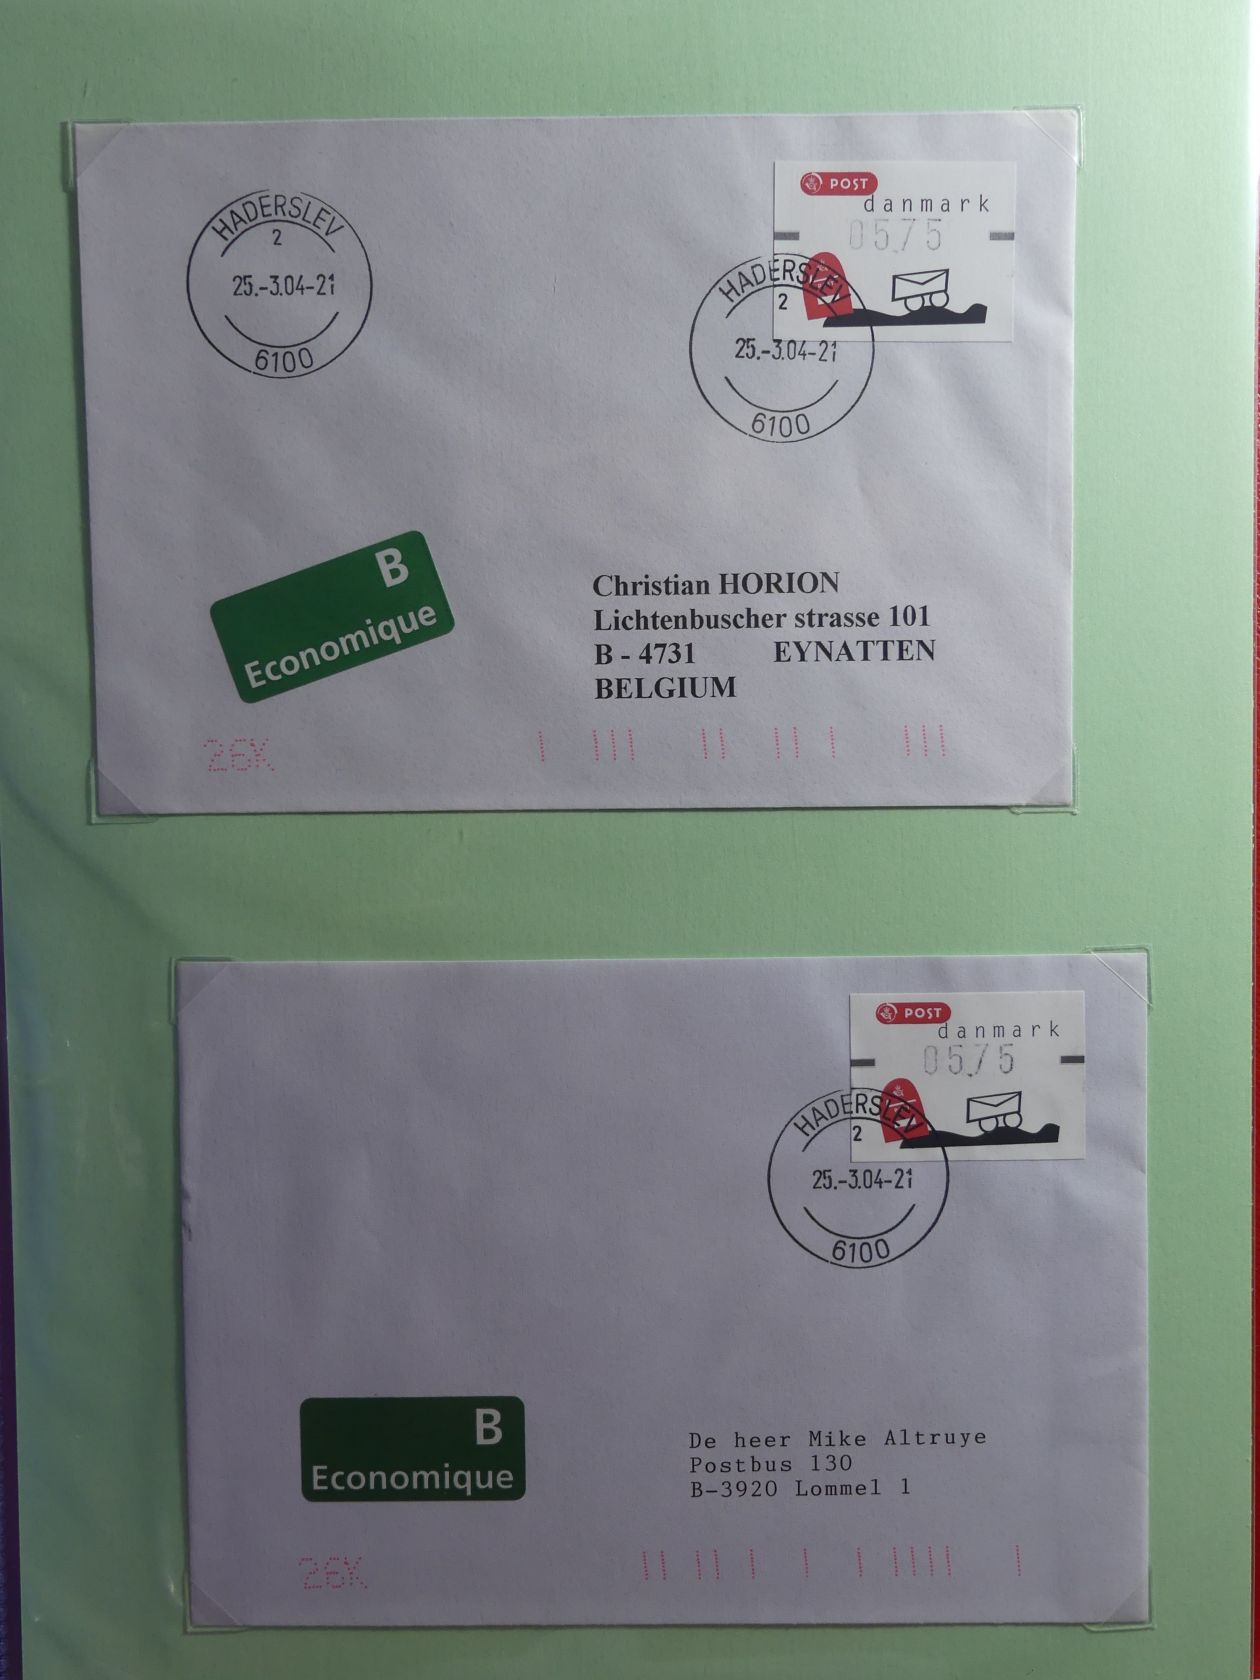 POST
danmark
05.75
HADERSLEV
2
25.-3.04-21
6100
HADERSLEV
2
25.-3.04-21
6100
B
Economique
Christian HORION
Lichtenbuscher strasse 101
B - 4731 EYNATTEN
BELGIUM
26K
POST
danmark
05.75
HADERSLEV
2
25.-3.04-21
6100
B
Economique
De heer Mike Altruye
Postbus 130
B-3920 Lommel 1
26K